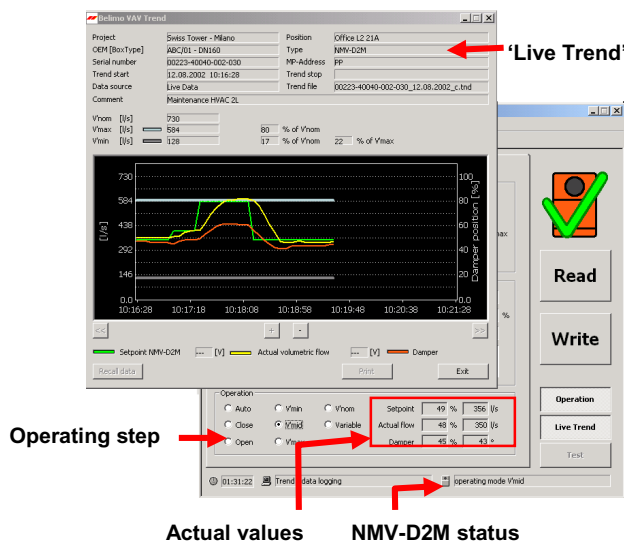 Belimo VAV Trend
Project Swiss Tower - Milano Position Office L2 21A
OEM [BoxType] ABC/01 - DN160 Type NMV-D2M
Serial number 00223-40040-002-030 MP-Address PP
Trend start 12.08.2002 10:16:28 Trend stop
Data source Live Data Trend file 00223-40040-002-030_12.08.2002_c.tnd
Comment Maintenance HVAC 2L
'Live Trend'
V'nom [l/s] 730
V'max [l/s] 584 80 % of V'nom
V'min [l/s] 128 17 % of V'nom 22 % of V'max
730 100
584 80
438 60
292 40
146 20
0.0 0.0
[l/s]
Damper position [%]
10:16:28 10:17:18 10:18:08 10:18:58 10:19:48 10:20:38 10:21:28
<< + - >>
Setpoint NMV-D2M --- [V] Actual volumetric flow --- [V] Damper
Recall data Print Exit
ax
%
Read
Write
Operation
Live Trend
Test
Operation
Auto V'min V'nom Setpoint 49 % 356 l/s
Close V'mid Variable Actual flow 48 % 350 l/s
Open Damper 45 % 43 °
Operating step
01:31:22 Trend data logging operating mode V'mid
Actual values NMV-D2M status